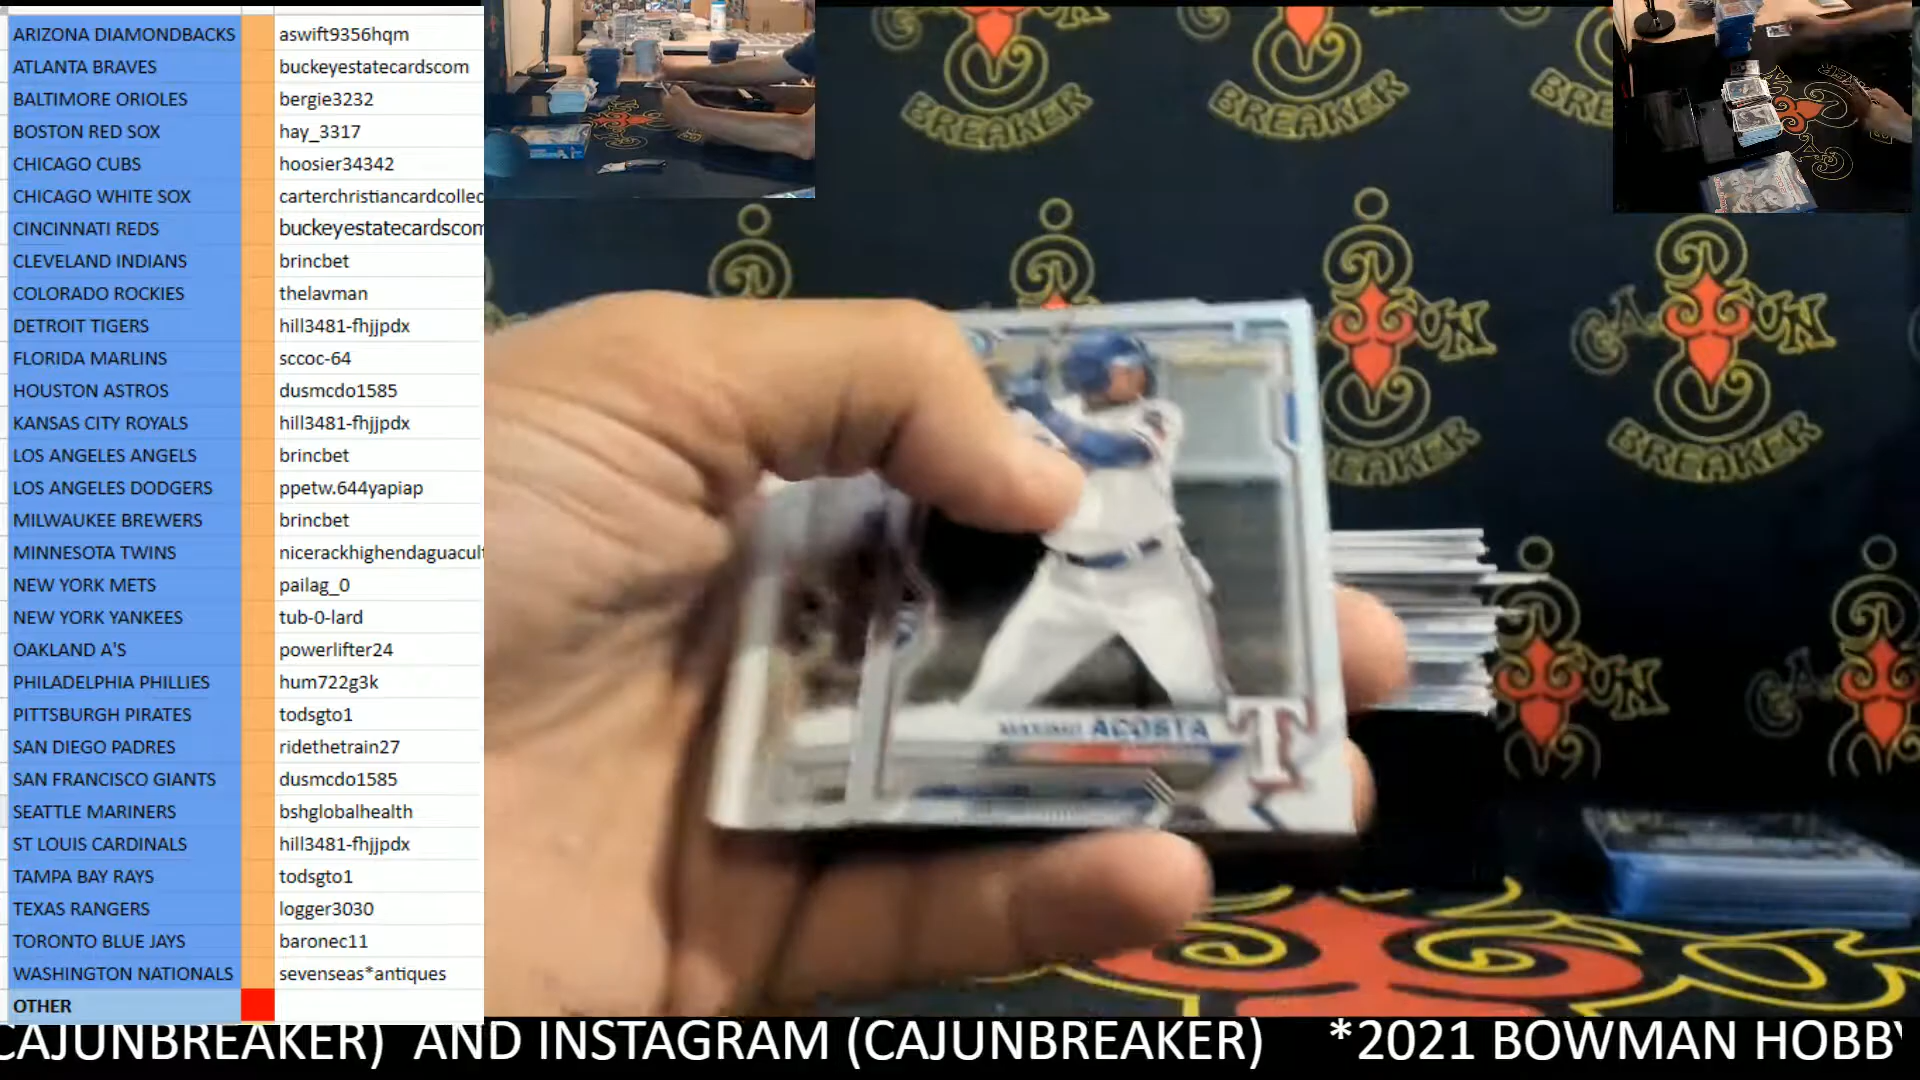 ARIZONA DIAMONDBACKS aswift9356hqm
ATLANTA BRAVES buckeyestatecardscom
BALTIMORE ORIOLES bergie3232
BOSTON RED SOX hay_3317
CHICAGO CUBS hoosier34342
CHICAGO WHITE SOX carterchristiancardcollec
CINCINNATI REDS buckeyestatecardscom
CLEVELAND INDIANS brincbet
COLORADO ROCKIES thelavman
DETROIT TIGERS hill3481-fhjjpdx
FLORIDA MARLINS sccoc-64
HOUSTON ASTROS dusmcdo1585
KANSAS CITY ROYALS hill3481-fhjjpdx
LOS ANGELES ANGELS brincbet
LOS ANGELES DODGERS ppetw.644yapiap
MILWAUKEE BREWERS brincbet
MINNESOTA TWINS nicerackhighendaguacult
NEW YORK METS pailag_0
NEW YORK YANKEES tub-0-lard
OAKLAND A'S powerlifter24
PHILADELPHIA PHILLIES hum722g3k
PITTSBURGH PIRATES todsgto1
SAN DIEGO PADRES ridethetrain27
SAN FRANCISCO GIANTS dusmcdo1585
SEATTLE MARINERS bshglobalhealth
ST LOUIS CARDINALS hill3481-fhjjpdx
TAMPA BAY RAYS todsgto1
TEXAS RANGERS logger3030
TORONTO BLUE JAYS baronec11
WASHINGTON NATIONALS sevenseas*antiques
OTHER
BREAKER
BREAKER
CAJUN
BREAKER
BREAKER
ACOSTA
T
CAJUNBREAKER) AND INSTAGRAM (CAJUNBREAKER) *2021 BOWMAN HOBBY